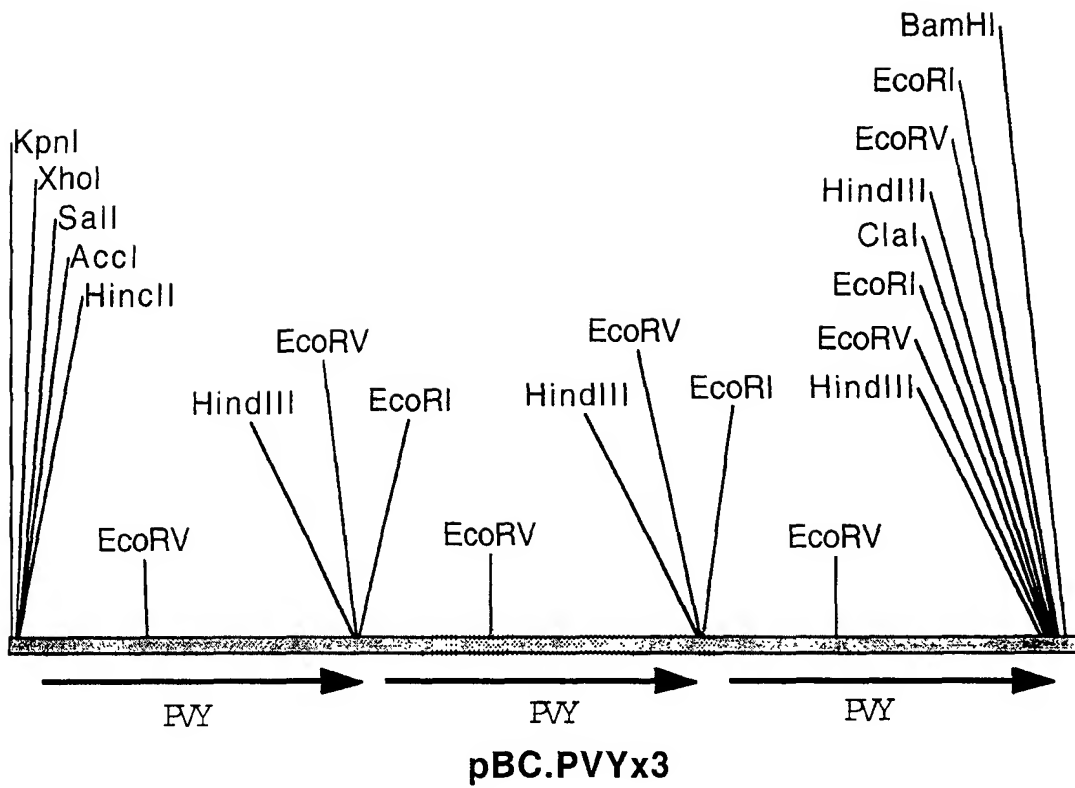 BamHI
EcoRI
KpnI
EcoRV
XhoI
HindIII
SalI
ClaI
AccI
EcoRI
HincII
EcoRV
EcoRV
EcoRV
HindIII
HindIII
EcoRI
HindIII
EcoRI
EcoRV
EcoRV
EcoRV
PVY
PVY
PVY
pBC.PVYx3